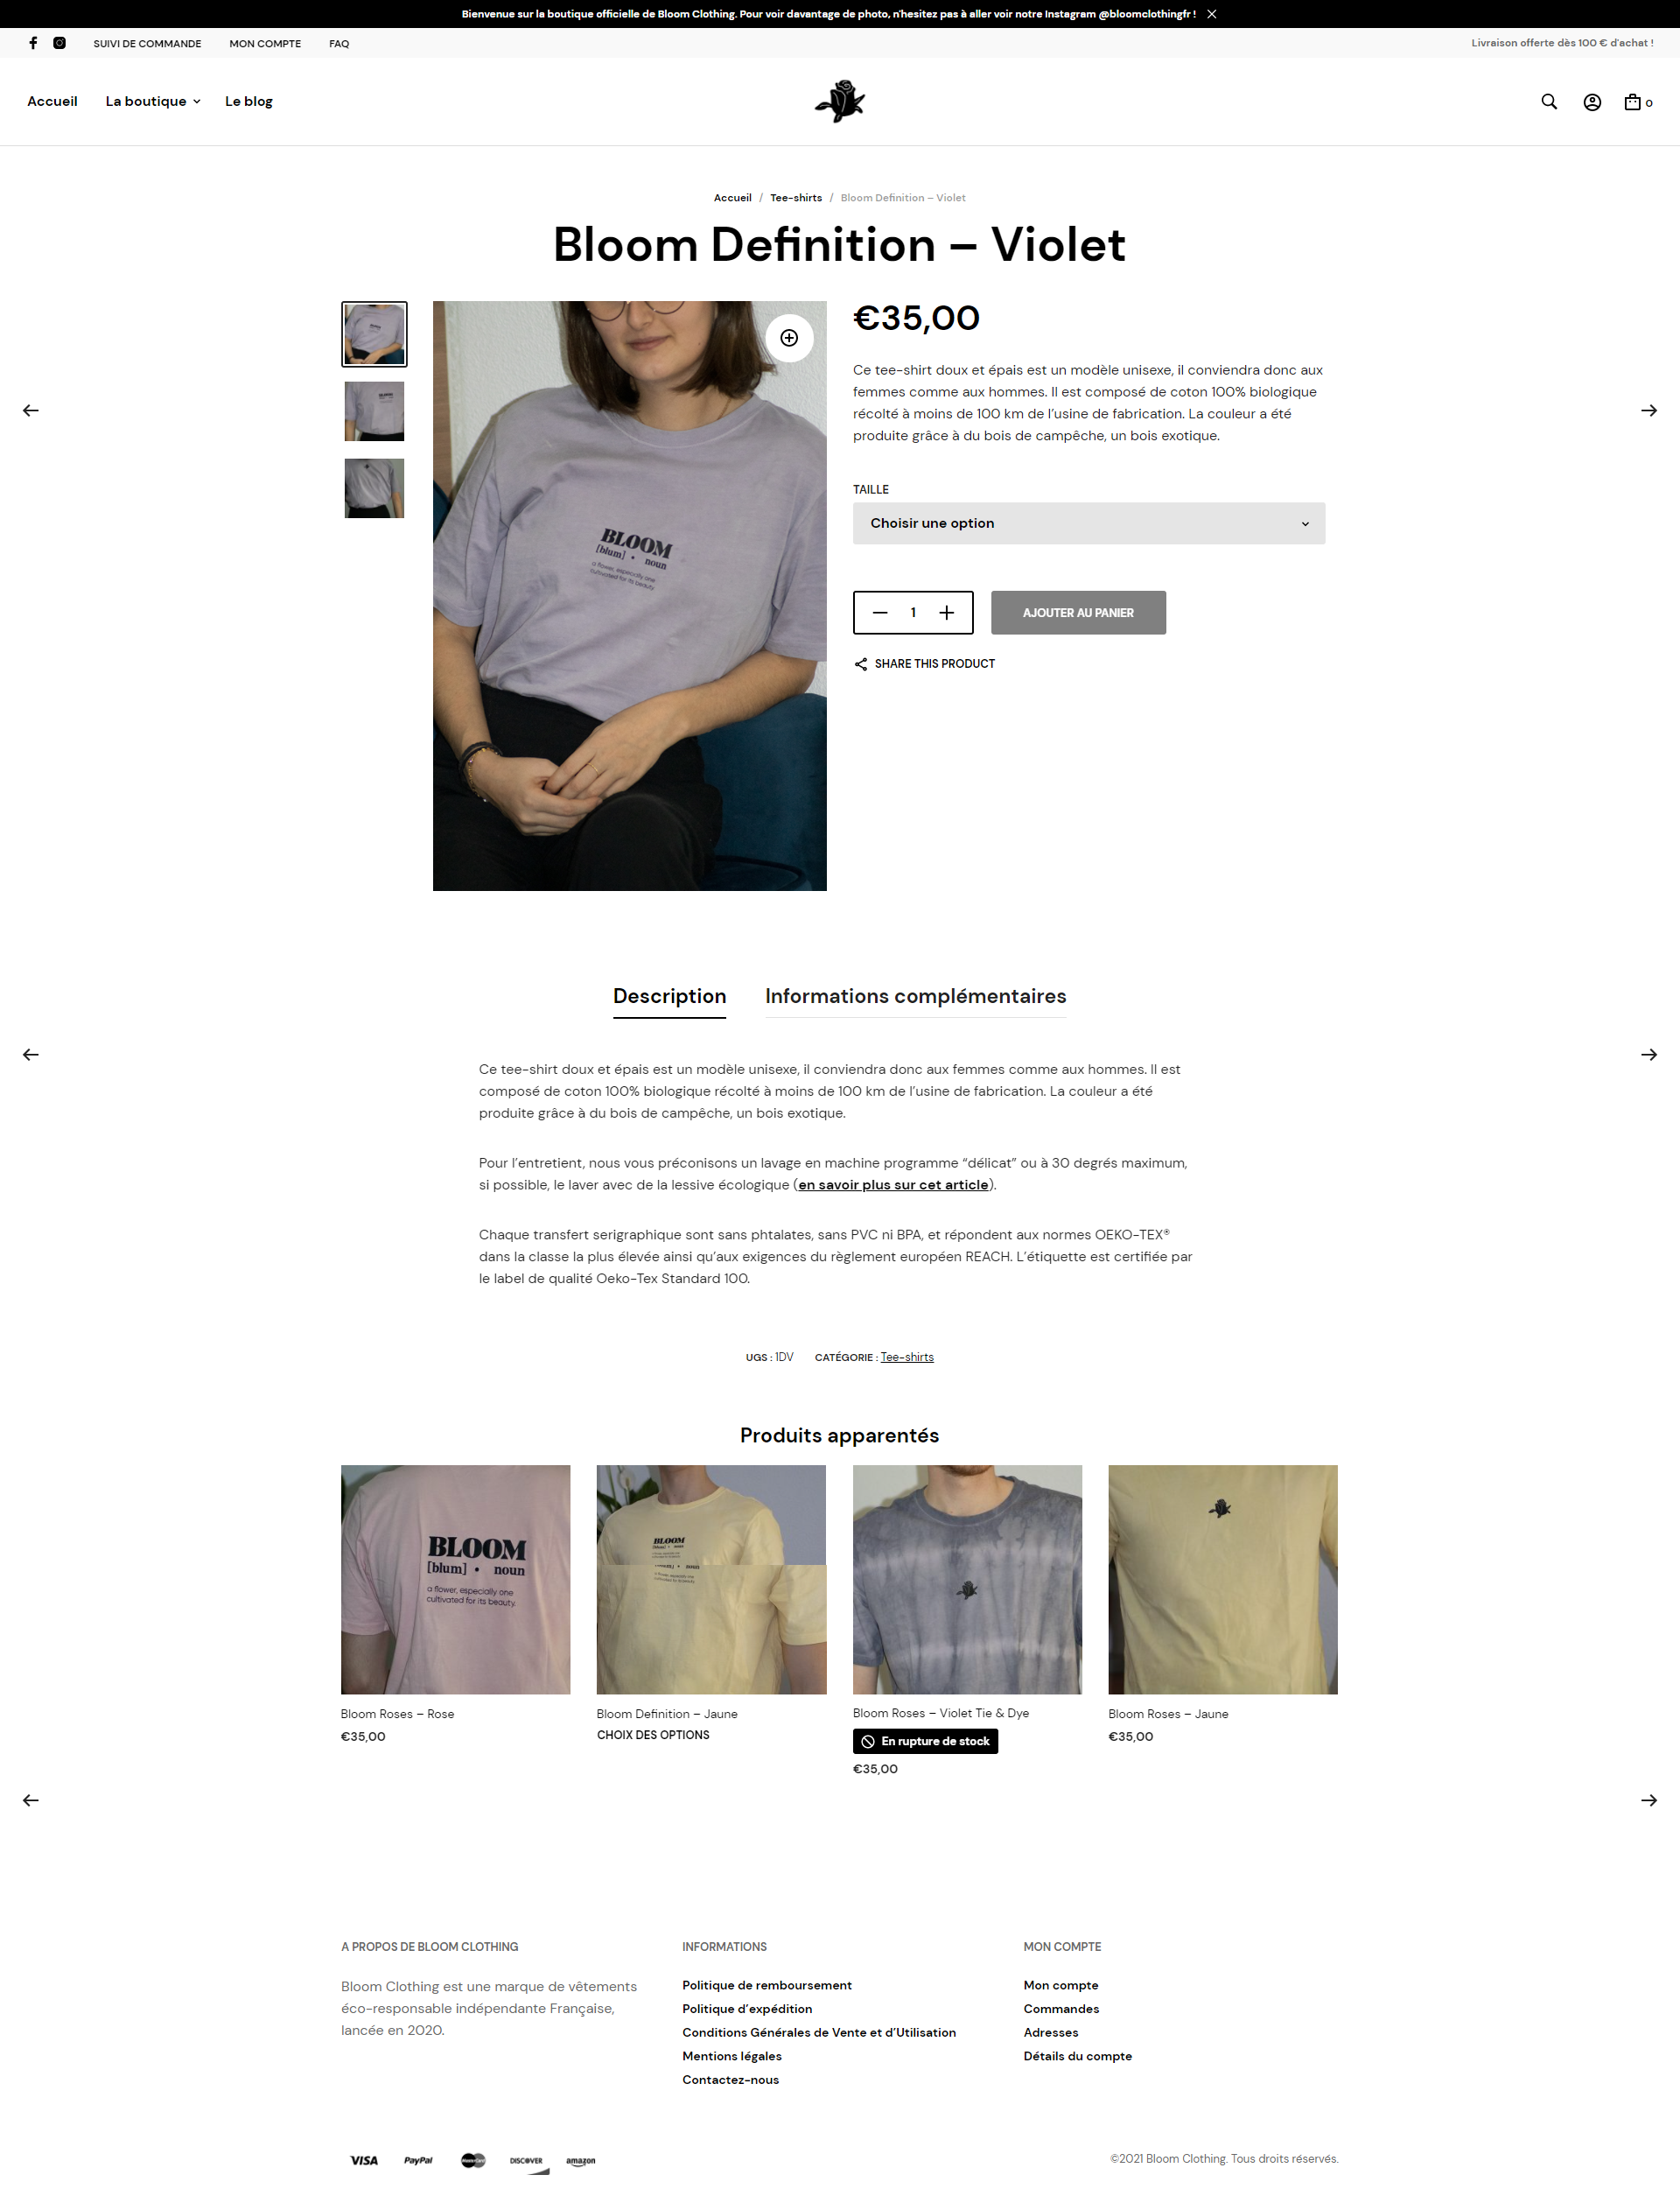 Bienvenue sur la boutique officielle de Bloom Clothing. Pour voir davantage de photo, n'hesitez pas à aller voir notre Instagram @bloomclothingfr !
SUIVI DE COMMANDE MON COMPTE FAQ
Livraison offerte dès 100 € d'achat !
Accueil La boutique Le blog
0
Accueil / Tee-shirts / Bloom Definition – Violet
Bloom Definition – Violet
BLOOM
[blum] • noun
a flower, especially one
cultivated for its beauty.
€35,00
Ce tee-shirt doux et épais est un modèle unisexe, il conviendra donc aux
femmes comme aux hommes. Il est composé de coton 100% biologique
récolté à moins de 100 km de l’usine de fabrication. La couleur a été
produite grâce à du bois de campêche, un bois exotique.
TAILLE
Choisir une option
1
AJOUTER AU PANIER
SHARE THIS PRODUCT
Description Informations complémentaires
Ce tee-shirt doux et épais est un modèle unisexe, il conviendra donc aux femmes comme aux hommes. Il est
composé de coton 100% biologique récolté à moins de 100 km de l’usine de fabrication. La couleur a été
produite grâce à du bois de campêche, un bois exotique.
Pour l’entretient, nous vous préconisons un lavage en machine programme “délicat” ou à 30 degrés maximum,
si possible, le laver avec de la lessive écologique (en savoir plus sur cet article).
Chaque transfert serigraphique sont sans phtalates, sans PVC ni BPA, et répondent aux normes OEKO-TEX®
dans la classe la plus élevée ainsi qu’aux exigences du règlement européen REACH. L’étiquette est certifiée par
le label de qualité Oeko-Tex Standard 100.
UGS : 1DV CATÉGORIE : Tee-shirts
Produits apparentés
BLOOM
[blum] • noun
a flower, especially one
cultivated for its beauty.
BLOOM
Bloom Roses – Rose
€35,00
Bloom Definition – Jaune
CHOIX DES OPTIONS
Bloom Roses – Violet Tie & Dye
En rupture de stock
€35,00
Bloom Roses – Jaune
€35,00
A PROPOS DE BLOOM CLOTHING
Bloom Clothing est une marque de vêtements
éco-responsable indépendante Française,
lancée en 2020.
INFORMATIONS
Politique de remboursement
Politique d’expédition
Conditions Générales de Vente et d’Utilisation
Mentions légales
Contactez-nous
MON COMPTE
Mon compte
Commandes
Adresses
Détails du compte
VISA PayPal MasterCard DISCOVER amazon
©2021 Bloom Clothing. Tous droits réservés.